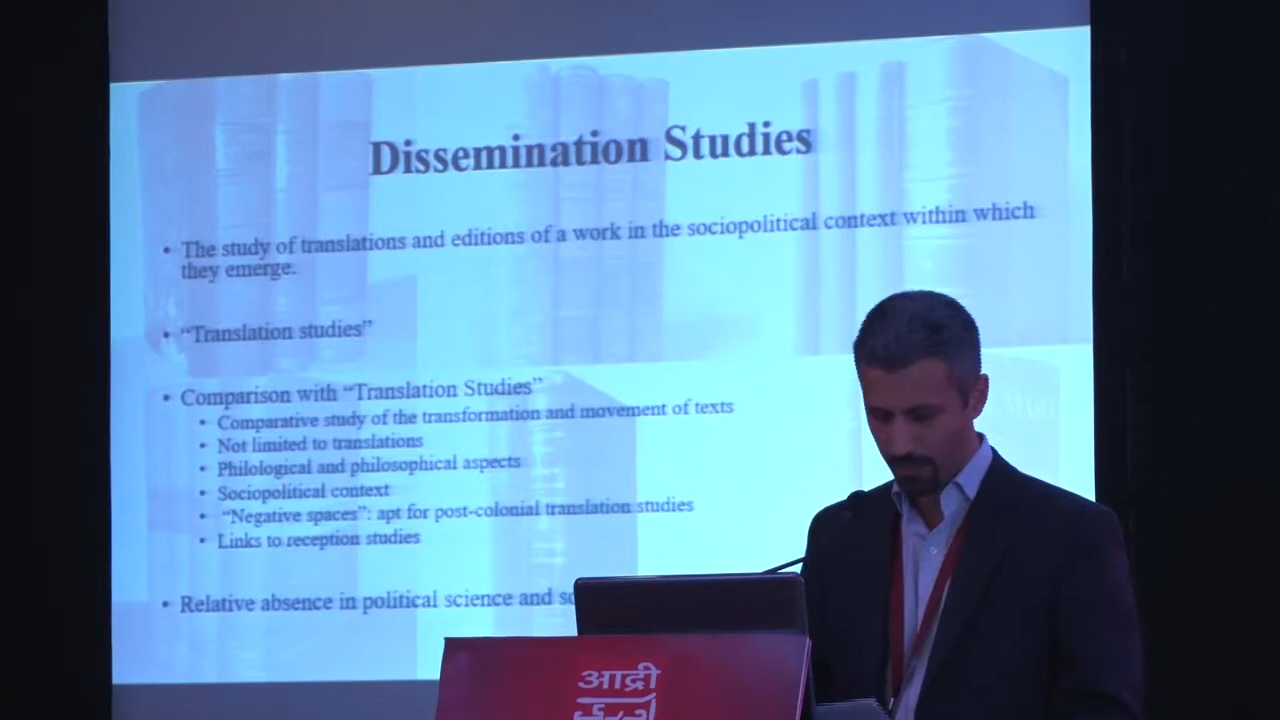 Dissemination Studies
• The study of translations and editions of a work in the sociopolitical context within which
they emerge.
• “Translation studies”
• Comparison with “Translation Studies”
• Comparative study of the transformation and movement of texts
• Not limited to translations
• Philological and philosophical aspects
• Sociopolitical context
• “Negative spaces”: apt for post-colonial translation studies
• Links to reception studies
• Relative absence in political science and
आद्री